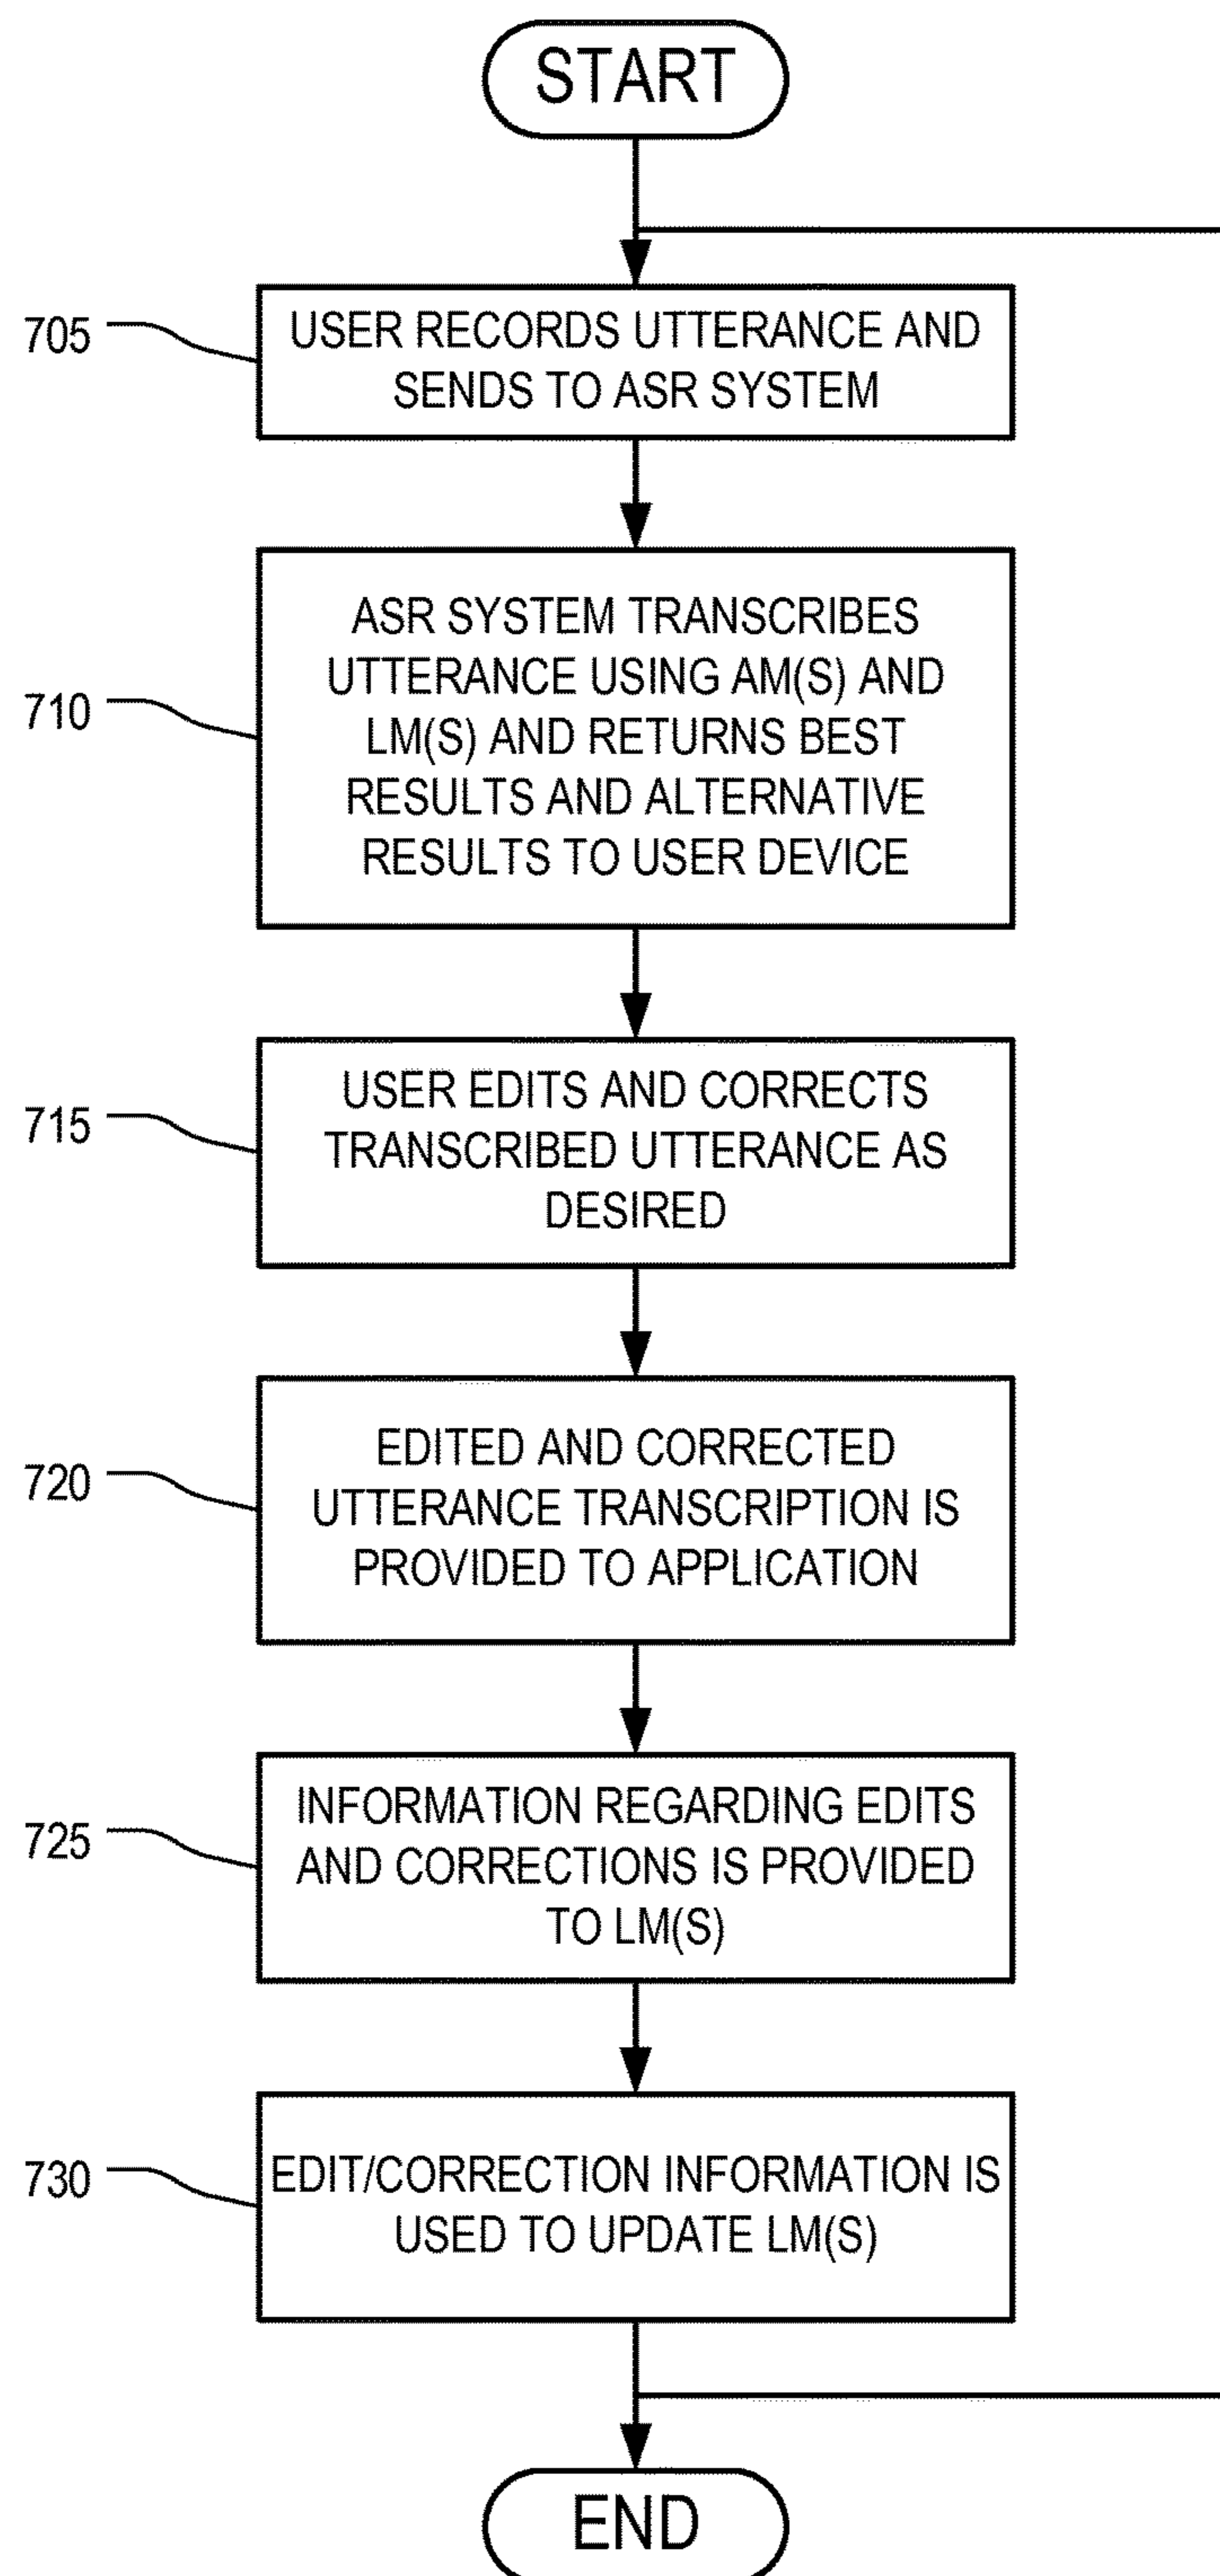 START
705
USER RECORDS UTTERANCE AND
SENDS TO ASR SYSTEM
710
ASR SYSTEM TRANSCRIBES
UTTERANCE USING AM(S) AND
LM(S) AND RETURNS BEST
RESULTS AND ALTERNATIVE
RESULTS TO USER DEVICE
715
USER EDITS AND CORRECTS
TRANSCRIBED UTTERANCE AS
DESIRED
720
EDITED AND CORRECTED
UTTERANCE TRANSCRIPTION IS
PROVIDED TO APPLICATION
725
INFORMATION REGARDING EDITS
AND CORRECTIONS IS PROVIDED
TO LM(S)
730
EDIT/CORRECTION INFORMATION IS
USED TO UPDATE LM(S)
END